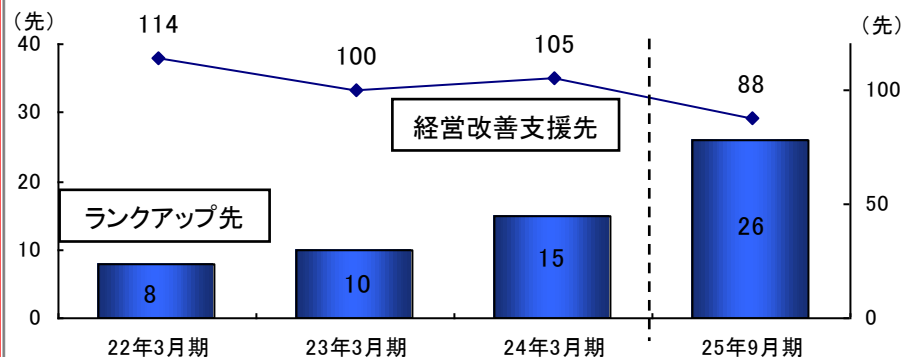 (先)
(先)
114
100
105
88
40
30
20
10
0
100
50
0
経営改善支援先
ランクアップ先
8
10
15
26
22年3月期
23年3月期
24年3月期
25年9月期